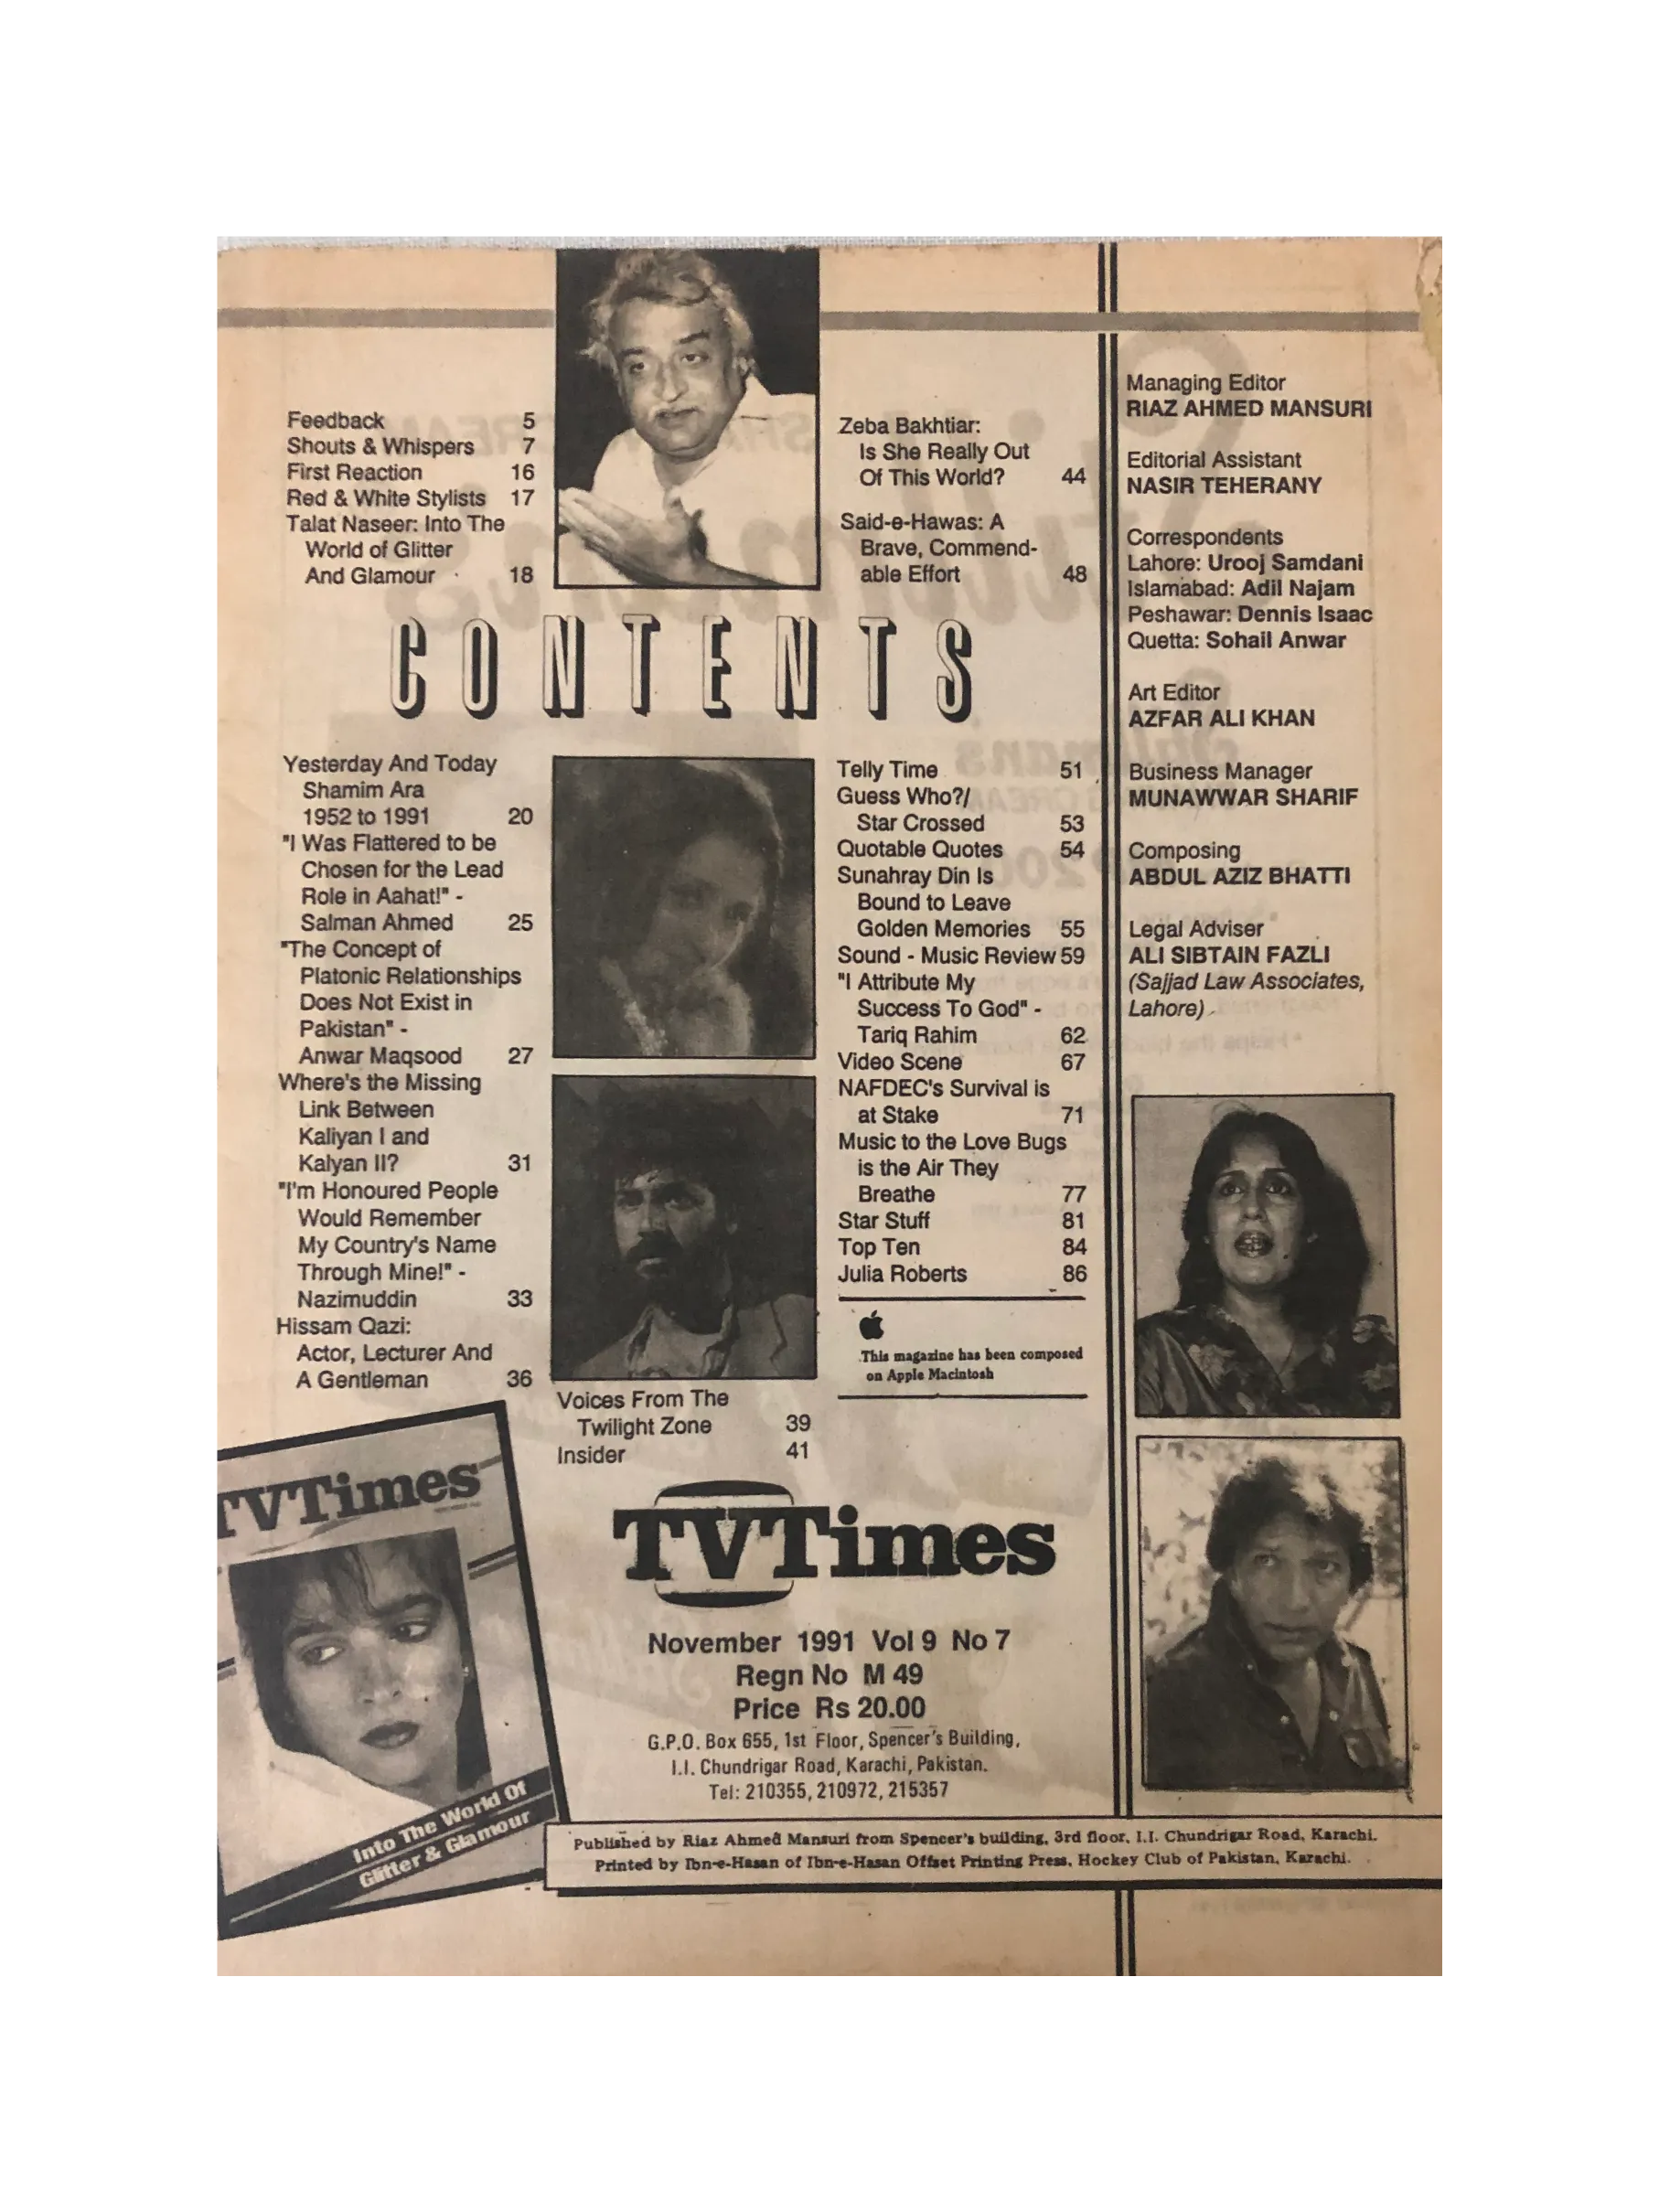 Feedback 5
Shouts & Whispers 7
First Reaction 16
Red & White Stylists 17
Talat Naseer: Into The
World of Glitter
And Glamour 18
Zeba Bakhtiar:
Is She Really Out
Of This World? 44
Said-e-Hawas: A
Brave, Commend-
able Effort 48
CONTENTS
Yesterday And Today
Shamim Ara
1952 to 1991 20
"I Was Flattered to be
Chosen for the Lead
Role in Aahat!" -
Salman Ahmed 25
"The Concept of
Platonic Relationships
Does Not Exist in
Pakistan" -
Anwar Maqsood 27
Where's the Missing
Link Between
Kaliyan I and
Kalyan II? 31
"I'm Honoured People
Would Remember
My Country's Name
Through Mine!" -
Nazimuddin 33
Hissam Qazi:
Actor, Lecturer And
A Gentleman 36
Voices From The
Twilight Zone 39
Insider 41
Telly Time 51
Guess Who?/
Star Crossed 53
Quotable Quotes 54
Sunahray Din Is
Bound to Leave
Golden Memories 55
Sound - Music Review 59
"I Attribute My
Success To God" -
Tariq Rahim 62
Video Scene 67
NAFDEC's Survival is
at Stake 71
Music to the Love Bugs
is the Air They
Breathe 77
Star Stuff 81
Top Ten 84
Julia Roberts 86
This magazine has been composed
on Apple Macintosh
Managing Editor
RIAZ AHMED MANSURI
Editorial Assistant
NASIR TEHERANY
Correspondents
Lahore: Urooj Samdani
Islamabad: Adil Najam
Peshawar: Dennis Isaac
Quetta: Sohail Anwar
Art Editor
AZFAR ALI KHAN
Business Manager
MUNAWWAR SHARIF
Composing
ABDUL AZIZ BHATTI
Legal Adviser
ALI SIBTAIN FAZLI
(Sajjad Law Associates,
Lahore)
TVTimes
Into The World Of
Glitter & Glamour
TVTimes
November 1991 Vol 9 No 7
Regn No M 49
Price Rs 20.00
G.P.O. Box 655, 1st Floor, Spencer's Building,
I.I. Chundrigar Road, Karachi, Pakistan.
Tel: 210355, 210972, 215357
Published by Riaz Ahmed Mansuri from Spencer's building, 3rd floor, I.I. Chundrigar Road, Karachi.
Printed by Ibn-e-Hasan of Ibn-e-Hasan Offset Printing Press, Hockey Club of Pakistan, Karachi.